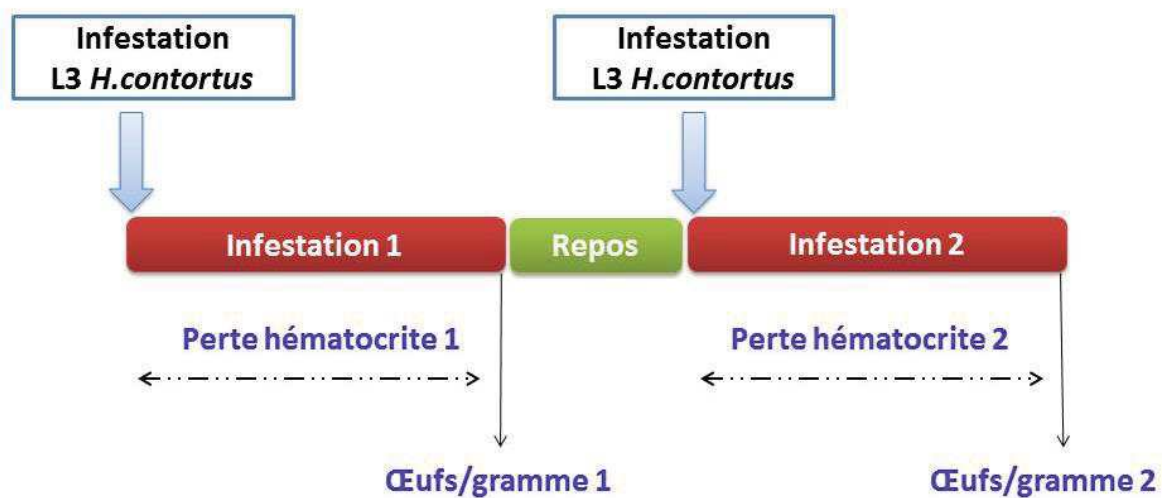 Infestation
L3 H.contortus
Infestation
L3 H.contortus
Infestation 1
Repos
Infestation 2
Perte hématocrite 1
Perte hématocrite 2
Œufs/gramme 1
Œufs/gramme 2